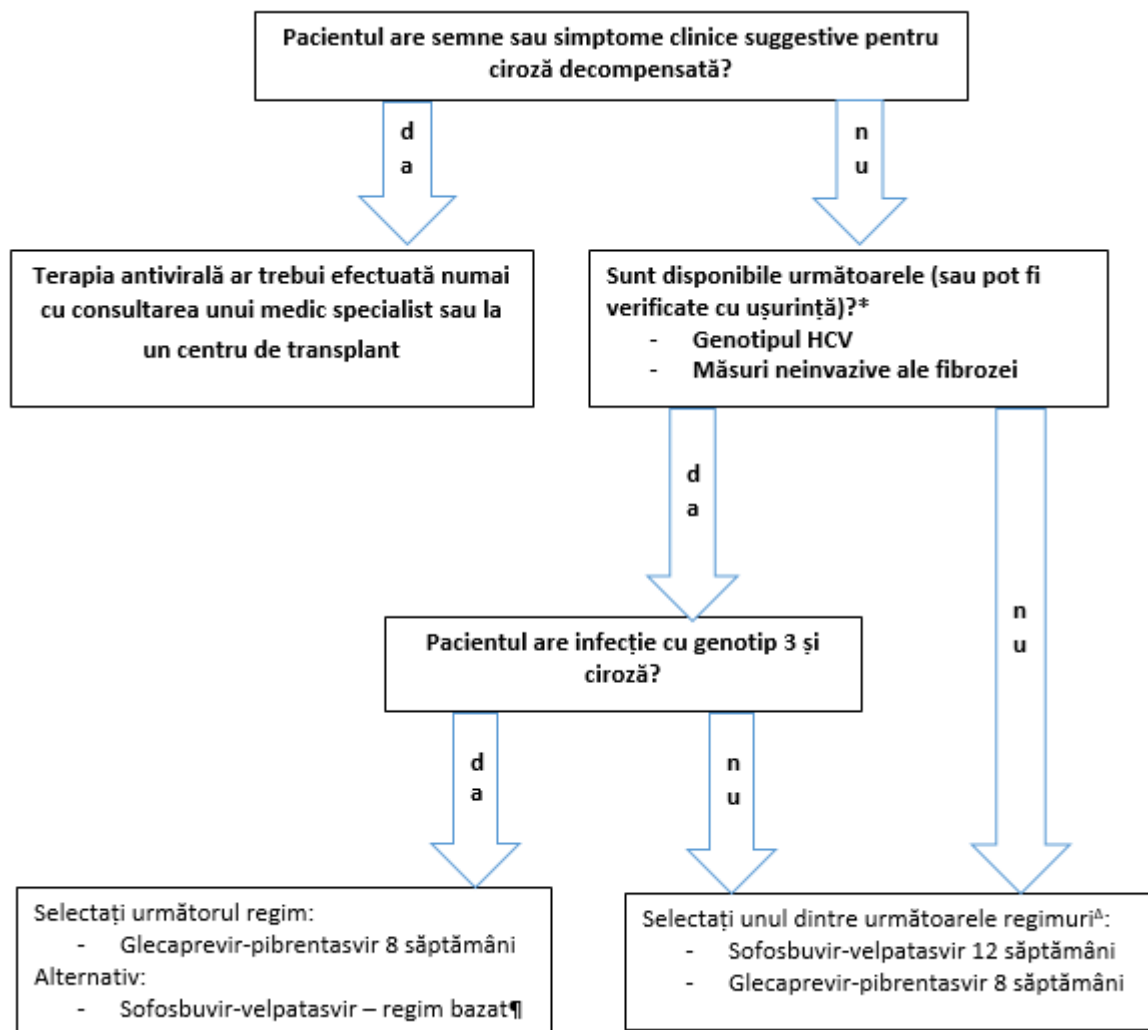 Pacientul are semne sau simptome clinice suggestive pentru
ciroză decompensată?
d
a
n
u
Terapia antivirală ar trebui efectuată numai
cu consultarea unui medic specialist sau la
un centru de transplant
Sunt disponibile următoarele (sau pot fi
verificate cu ușurință)?*
- Genotipul HCV
- Măsuri neinvazive ale fibrozei
d
a
n
u
Pacientul are infecție cu genotip 3 și
ciroză?
d
a
n
u
Selectați următorul regim:
- Glecaprevir-pibrentasvir 8 săptămâni
Alternativ:
- Sofosbuvir-velpatasvir – regim bazat¶
Selectați unul dintre următoarele regimuriᐃ:
- Sofosbuvir-velpatasvir 12 săptămâni
- Glecaprevir-pibrentasvir 8 săptămâni